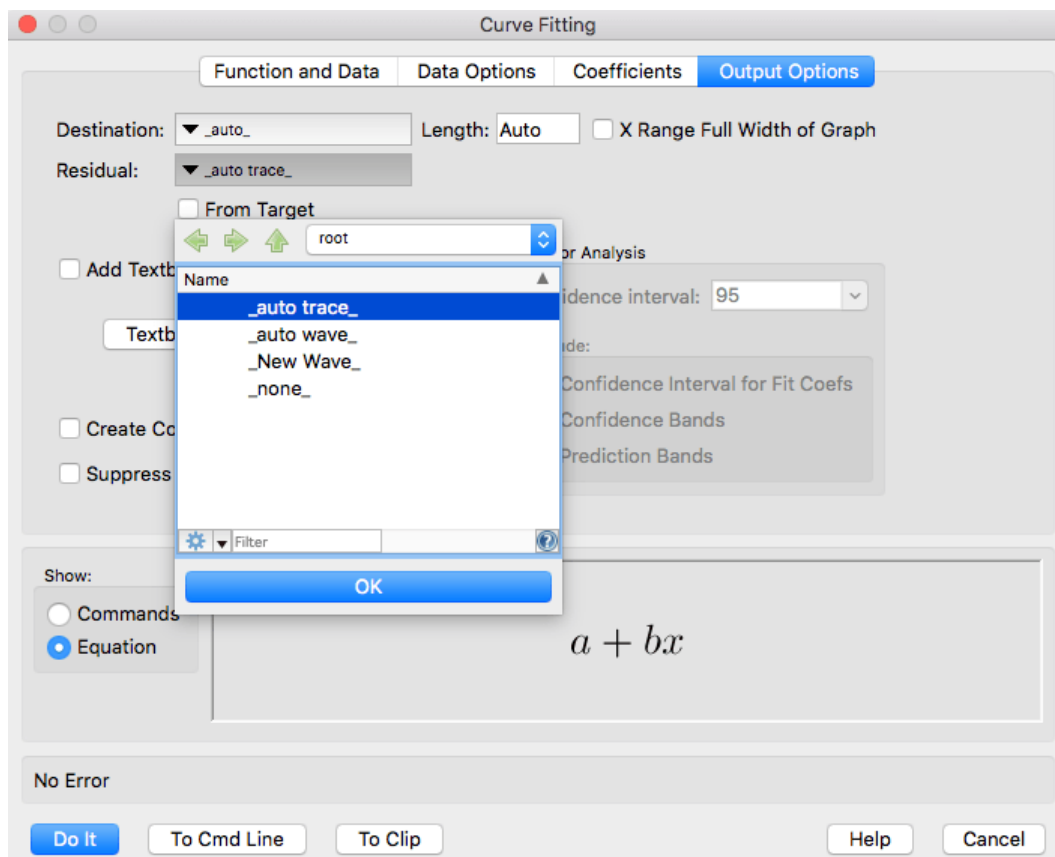 Curve Fitting
Function and Data Data Options Coefficients Output Options
Destination: _auto_ Length: Auto X Range Full Width of Graph
Residual: _auto trace_
From Target
root
or Analysis
Add Textb
Name
idence interval: 95
_auto trace_
Textb _auto wave_
ude:
_New Wave_
_none_ Confidence Interval for Fit Coefs
Create Co Confidence Bands
Prediction Bands
Suppress
Filter
Show:
OK
Commands
Equation
a + bx
No Error
Do It To Cmd Line To Clip Help Cancel